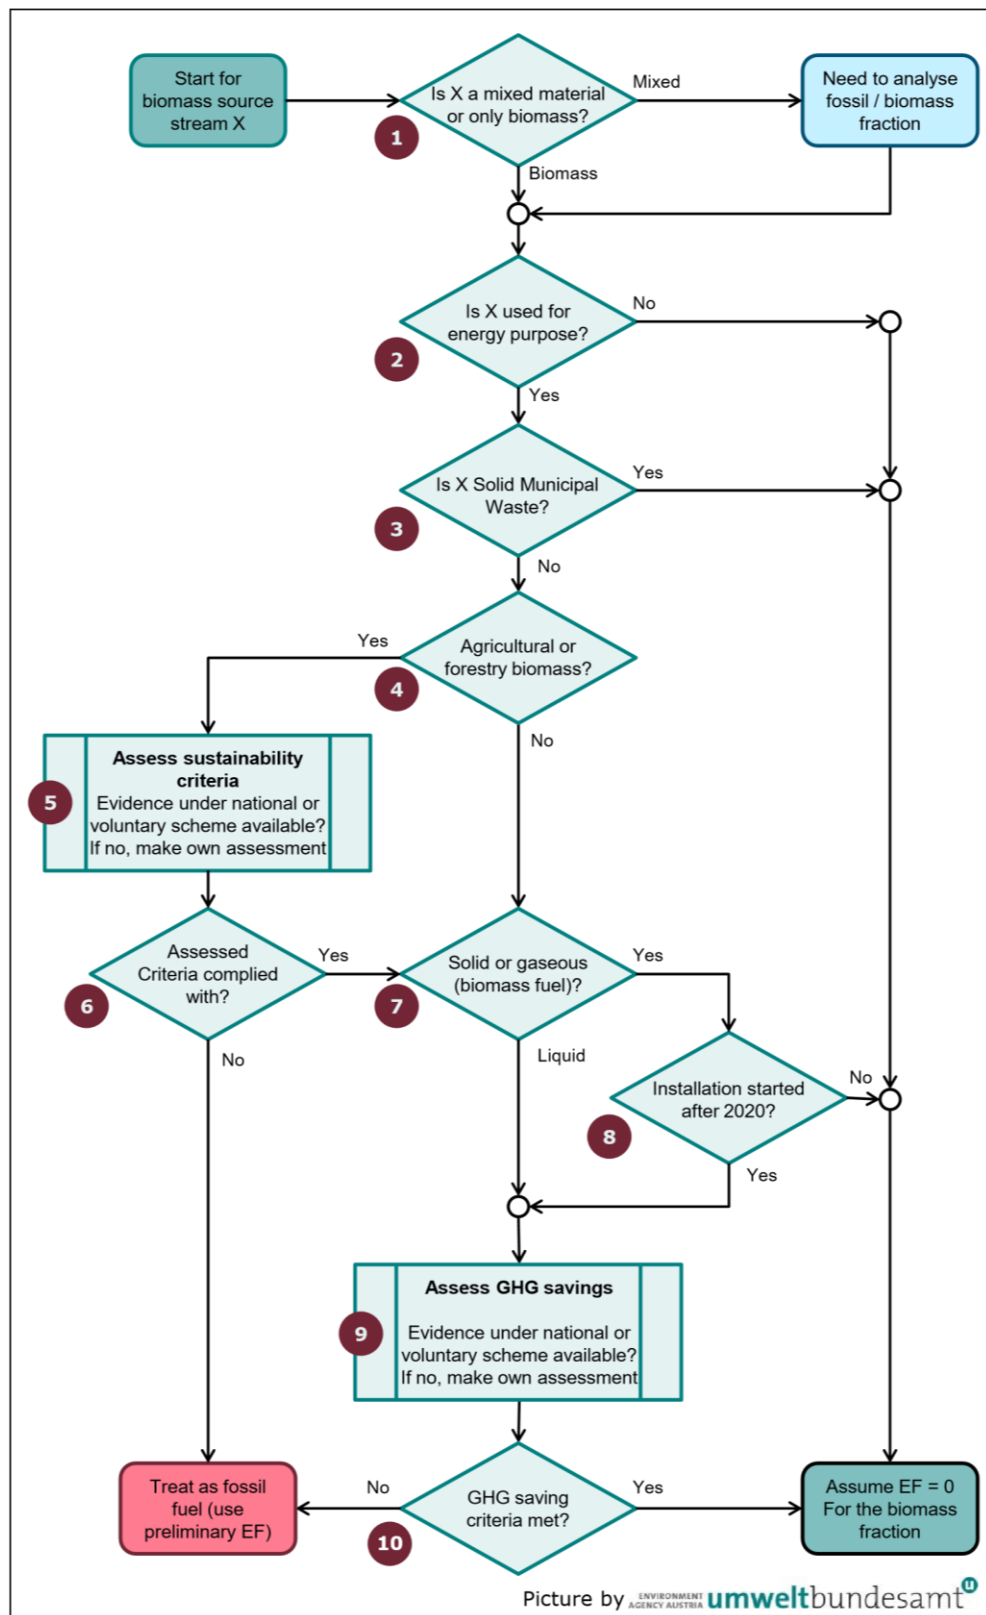 Start for
biomass source
stream X
Is X a mixed material
or only biomass?
1
Mixed
Need to analyse
fossil / biomass
fraction
Biomass
Is X used for
energy purpose?
2
No
Yes
Is X Solid Municipal
Waste?
3
Yes
No
Agricultural or
forestry biomass?
4
Yes
No
Assess sustainability
criteria
Evidence under national or
voluntary scheme available?
If no, make own assessment
5
Assessed
Criteria complied
with?
6
Yes
No
Solid or gaseous
(biomass fuel)?
7
Yes
Liquid
Installation started
after 2020?
8
No
Yes
Assess GHG savings
Evidence under national or
voluntary scheme available?
If no, make own assessment
9
GHG saving
criteria met?
10
No
Yes
Treat as fossil
fuel (use
preliminary EF)
Assume EF = 0
For the biomass
fraction
Picture by ENVIRONMENT AGENCY AUSTRIA umweltbundesamt u